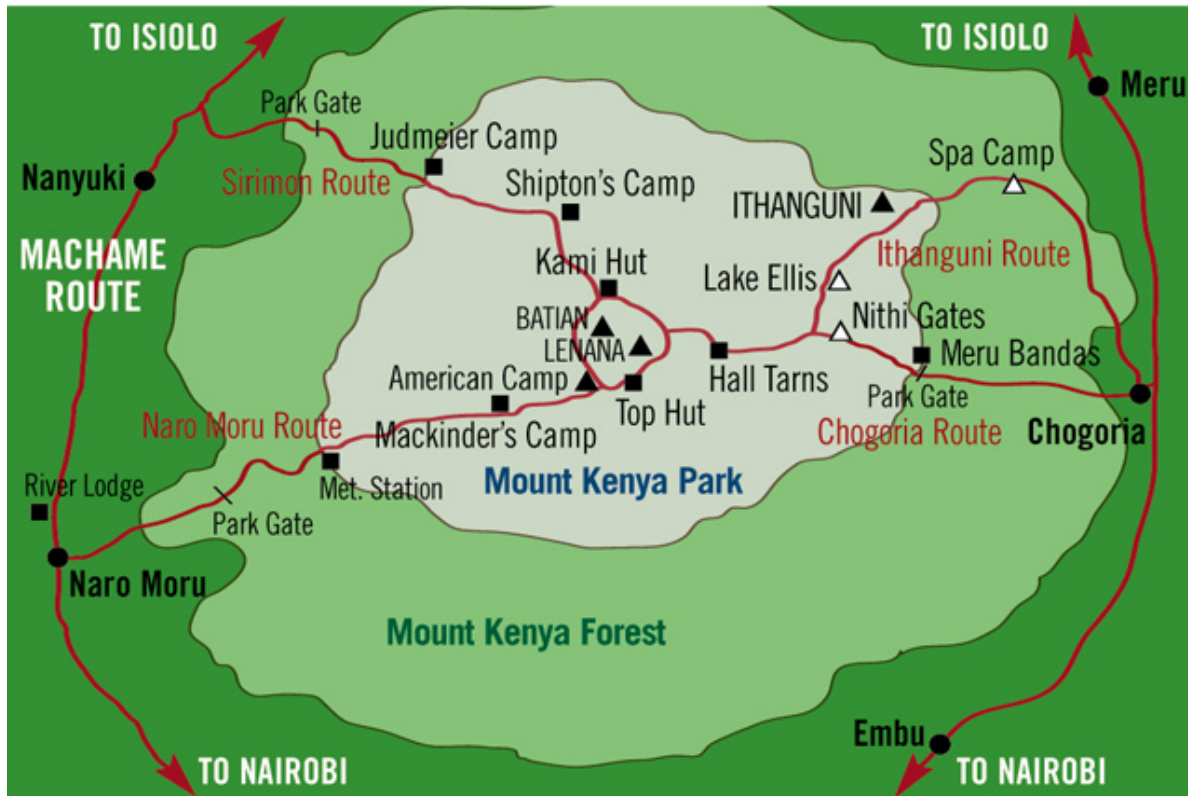 TO ISIOLO
TO ISIOLO
Meru
Park Gate
Judmeier Camp
Spa Camp
Nanyuki
Sirimon Route
Shipton's Camp
ITHANGUNI
MACHAME
ROUTE
Kami Hut
Ithanguni Route
Lake Ellis
BATIAN
Nithi Gates
LENANA
Meru Bandas
American Camp
Hall Tarns
Park Gate
Top Hut
Naro Moru Route
Mackinder's Camp
Chogoria Route
Chogoria
River Lodge
Met. Station
Mount Kenya Park
Park Gate
Naro Moru
Mount Kenya Forest
Embu
TO NAIROBI
TO NAIROBI